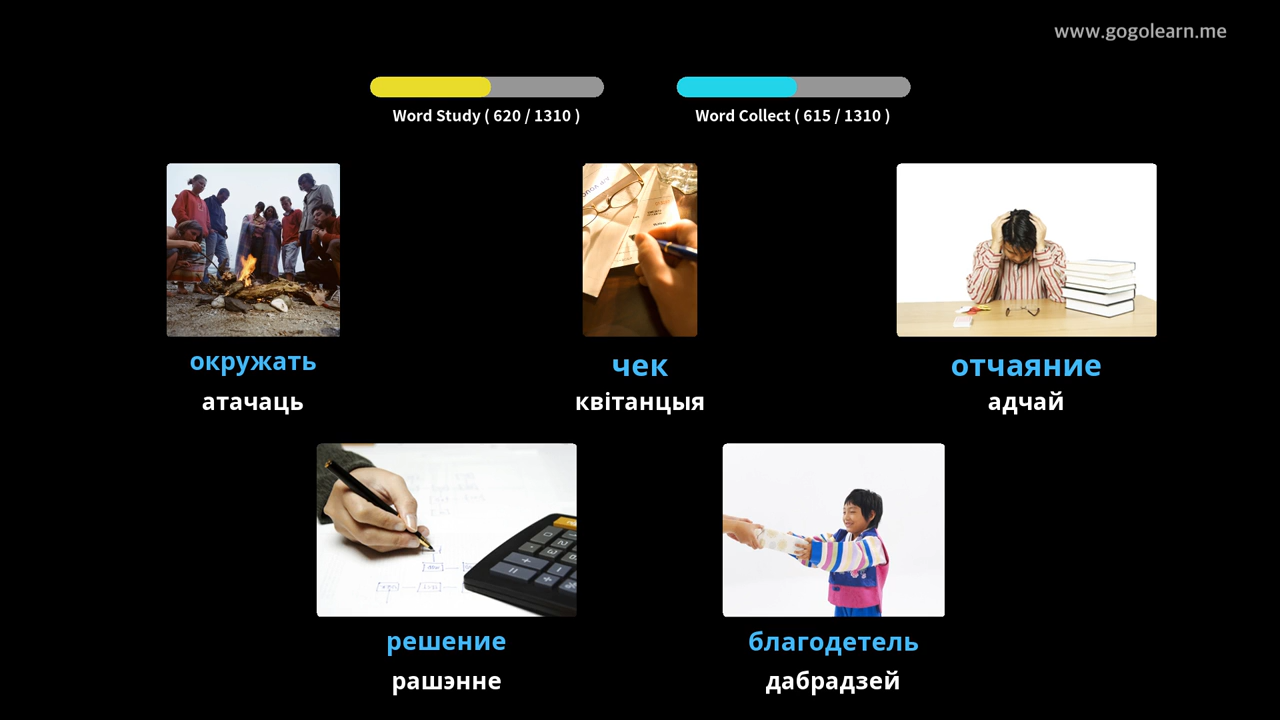 www.gogolearn.me
Word Study ( 620 / 1310 )
Word Collect ( 615 / 1310 )
окружать
атачаць
чек
квітанцыя
отчаяние
адчай
решение
рашэнне
благодетель
дабрадзей